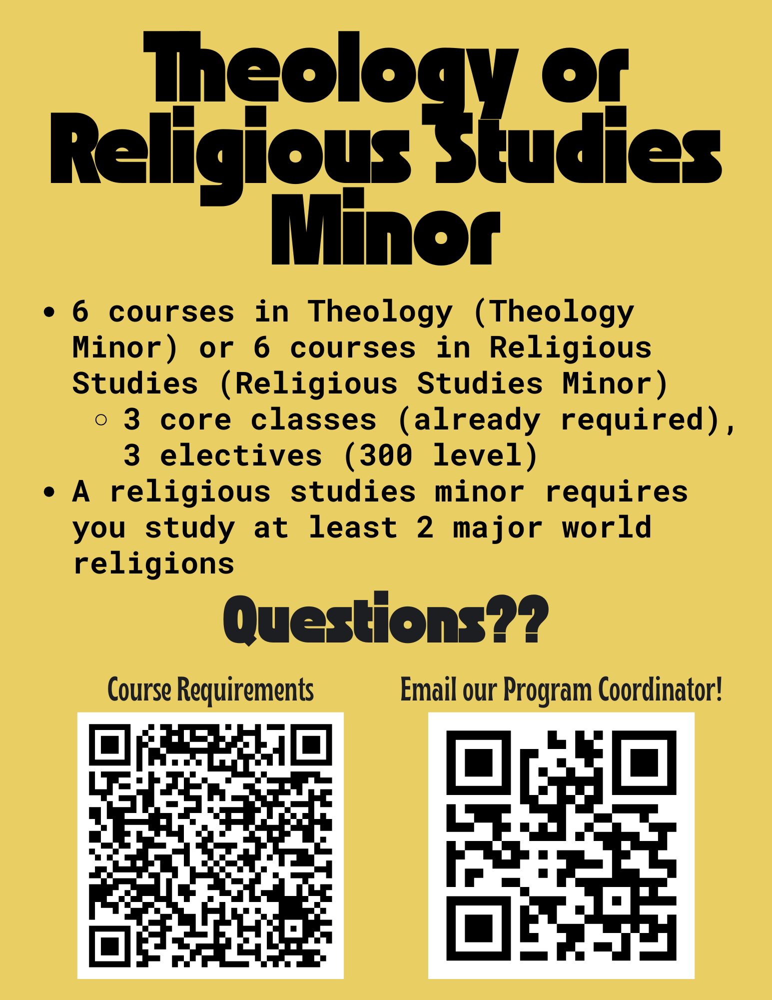 Theology or
Religious Studies
Minor
• 6 courses in Theology (Theology
Minor) or 6 courses in Religious
Studies (Religious Studies Minor)
○ 3 core classes (already required),
3 electives (300 level)
• A religious studies minor requires
you study at least 2 major world
religions
Questions??
Course Requirements
Email our Program Coordinator!